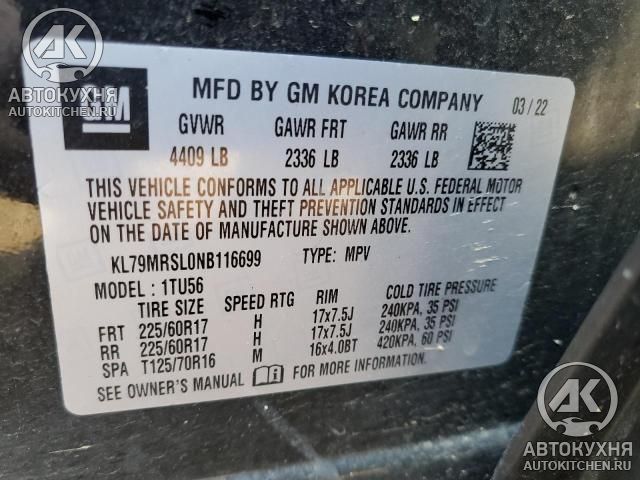 AK
АВТОКУХНЯ
AUTOKITCHEN.RU
GM
MFD BY GM KOREA COMPANY 03 / 22
GVWR GAWR FRT GAWR RR
4409 LB 2336 LB 2336 LB
THIS VEHICLE CONFORMS TO ALL APPLICABLE U.S. FEDERAL MOTOR
VEHICLE SAFETY AND THEFT PREVENTION STANDARDS IN EFFECT
ON THE DATE OF MANUFACTURE SHOWN ABOVE.
KL79MRSL0NB116699 TYPE: MPV
MODEL: 1TU56
TIRE SIZE SPEED RTG RIM COLD TIRE PRESSURE
FRT 225/60R17 H 17x7.5J 240KPA, 35 PSI
RR 225/60R17 H 17x7.5J 240KPA, 35 PSI
SPA T125/70R16 M 16x4.0BT 420KPA, 60 PSI
SEE OWNER'S MANUAL FOR MORE INFORMATION
AK
АВТОКУХНЯ
AUTOKITCHEN.RU